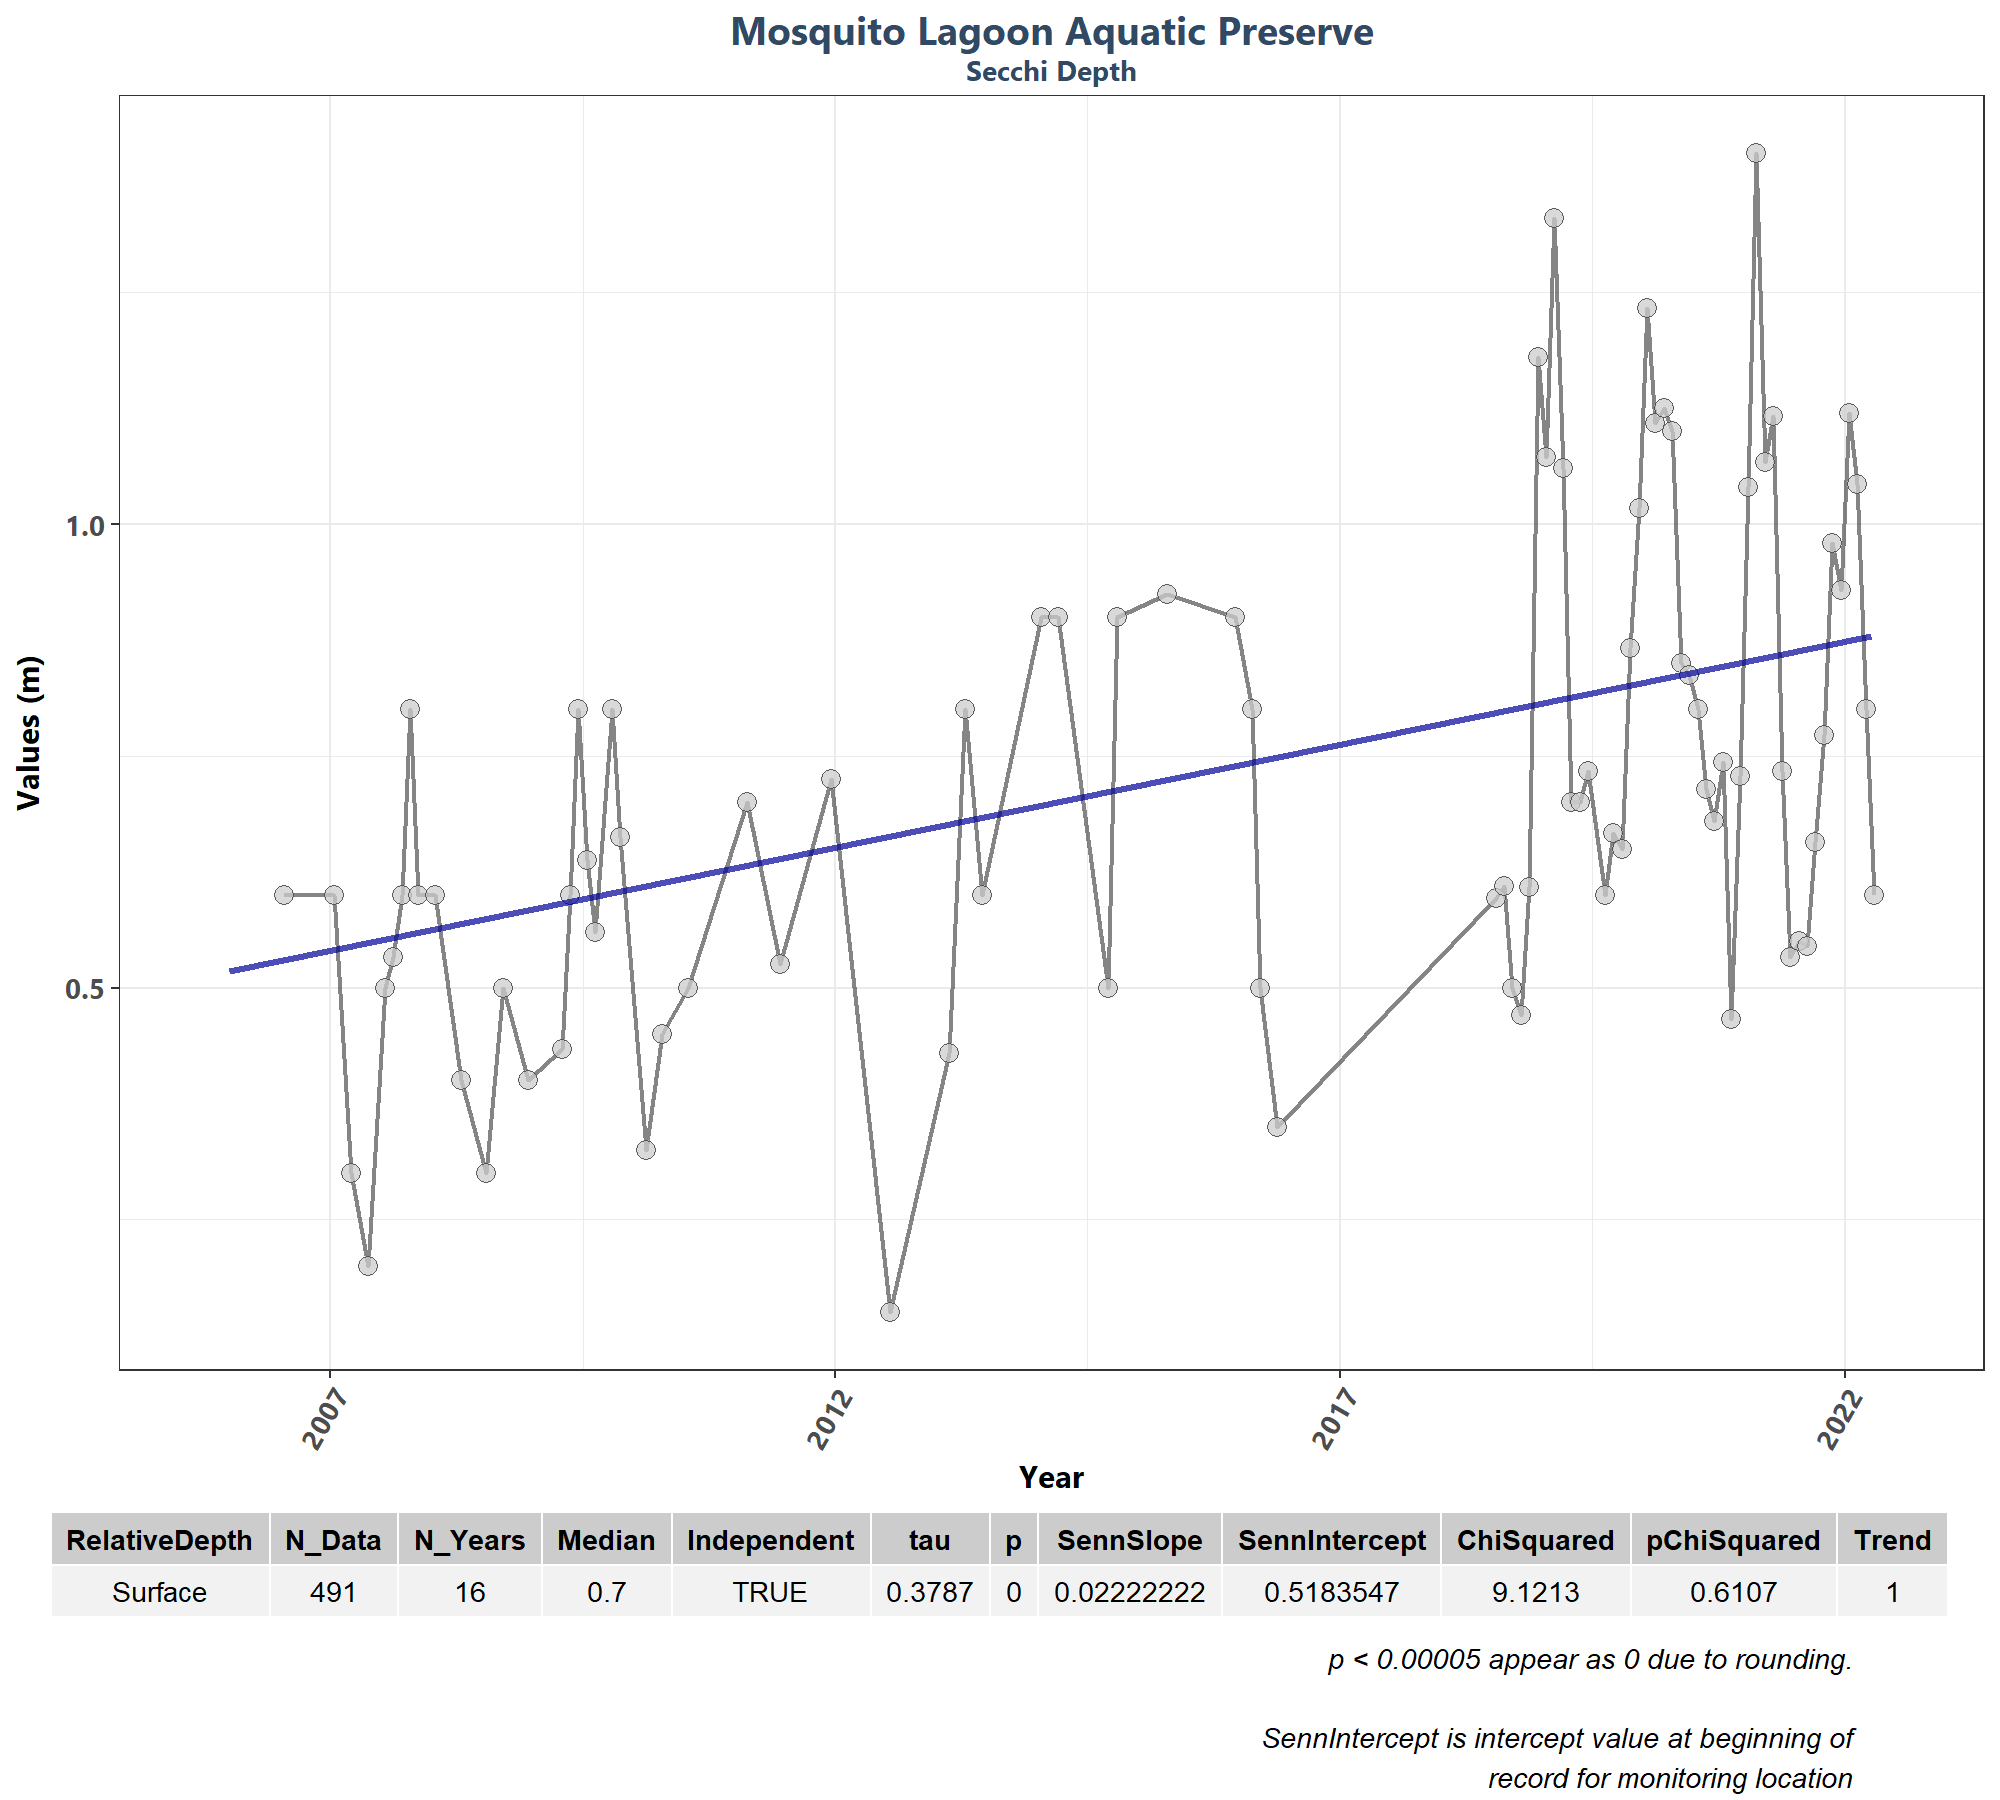 Mosquito Lagoon Aquatic Preserve
Secchi Depth
Values (m)
1.0
0.5
2007 2012 2017 2022
Year
RelativeDepth N_Data N_Years Median Independent tau p SennSlope SennIntercept ChiSquared pChiSquared Trend
Surface 491 16 0.7 TRUE 0.3787 0 0.02222222 0.5183547 9.1213 0.6107 1
p < 0.00005 appear as 0 due to rounding.
SennIntercept is intercept value at beginning of
record for monitoring location